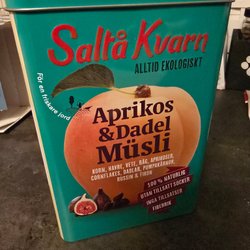 Saltå Kvarn
ALLTID EKOLOGISKT
För en friskare jord
Aprikos
& Dadel
Müsli
KORN, HAVRE, VETE, RÅG, APRIKOSER,
CORNFLAKES, DADLAR, PUMPAKÄRNOR,
RUSSIN & FIKON
100 % NATURLIG
UTAN TILLSATT SOCKER
INGA TILLSATSER
FIBERRIK